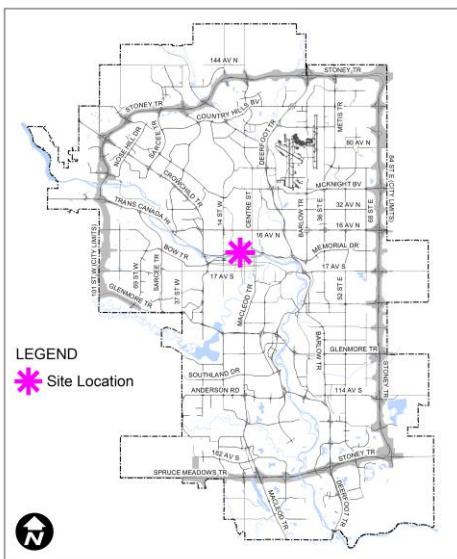 144 AV N
STONEY TR
STONEY TR
COUNTRY HILLS BV
METIS TR
NOSE HILL DR
SARCEE TR
DEERFOOT TR
80 AV N
84 ST E (CITY LIMITS)
CROWCHILD TR
MCKNIGHT BV
14 ST W
CENTRE ST
BARLOW TR
36 ST E
32 AV N
68 ST E
TRANS CANADA HI
16 AV N
16 AV N
101 ST W (CITY LIMITS)
BOW TR
MEMORIAL DR
69 ST W
SARCEE TR
37 ST W
17 AV S
17 AV S
MACLEOD TR
52 ST E
GLENMORE TR
LEGEND
Site Location
BARLOW TR
GLENMORE TR
SOUTHLAND DR
STONEY TR
ANDERSON RD
114 AV S
162 AV S
STONEY TR
SPRUCE MEADOWS TR
MACLEOD TR
DEERFOOT TR
N